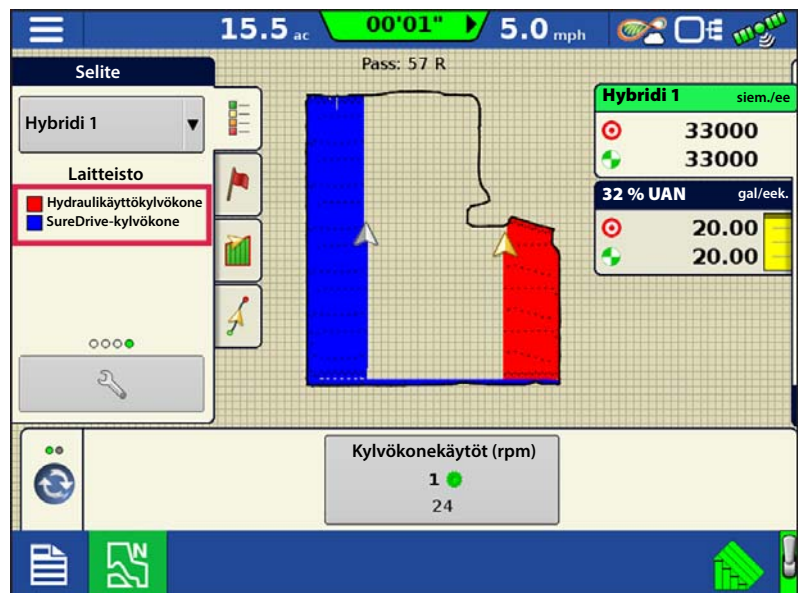 15.5 ac 00'01" 5.0 mph
Pass: 57 R
Selite
Hybridi 1
Laitteisto
Hydraulikäyttökylvökone
SureDrive-kylvökone
Hybridi 1 siem./ee
33000
33000
32 % UAN gal/eek.
20.00
20.00
Kylvökonekäytöt (rpm)
1
24
N